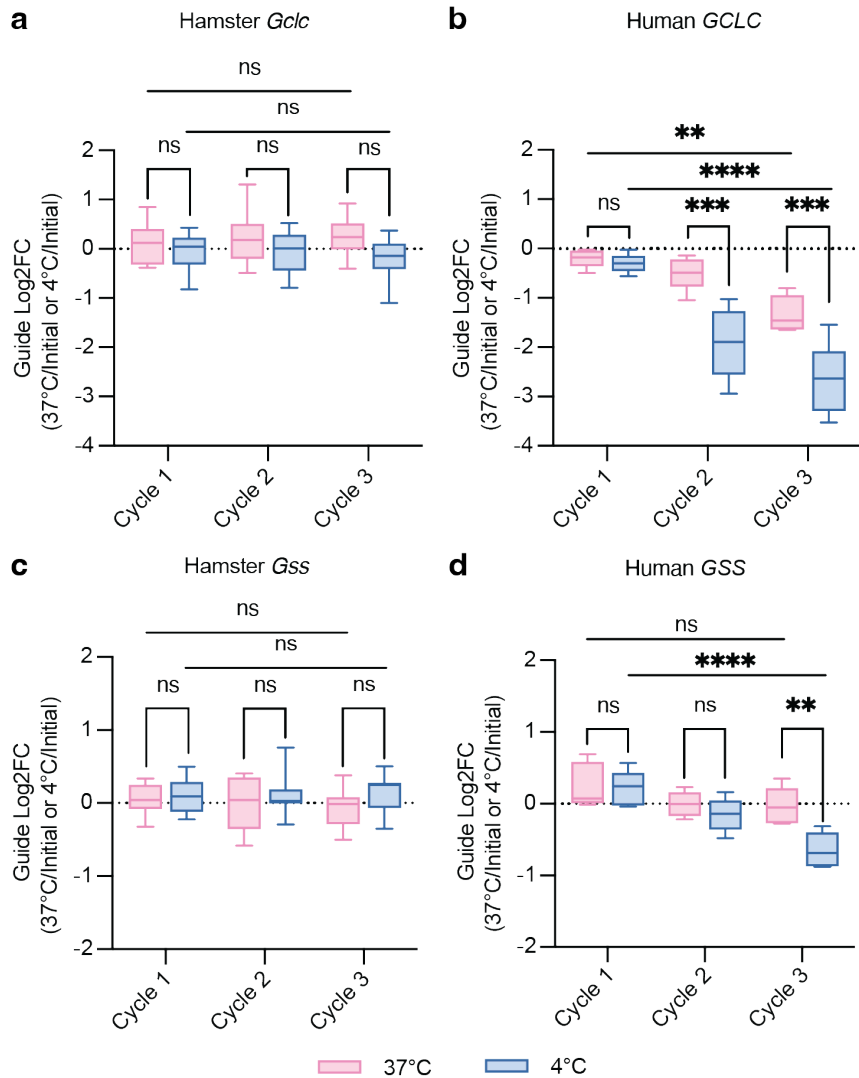 a
Hamster Gclc
ns
ns
ns
ns
ns
2
1
0
-1
-2
-3
-4
Guide Log2FC
(37°C/Initial or 4°C/Initial)
Cycle 1
Cycle 2
Cycle 3
b
Human GCLC
**
****
ns
***
***
2
1
0
-1
-2
-3
-4
Guide Log2FC
(37°C/Initial or 4°C/Initial)
Cycle 1
Cycle 2
Cycle 3
c
Hamster Gss
ns
ns
ns
ns
ns
2
1
0
-1
-2
Guide Log2FC
(37°C/Initial or 4°C/Initial)
Cycle 1
Cycle 2
Cycle 3
d
Human GSS
ns
****
ns
ns
**
2
1
0
-1
-2
Guide Log2FC
(37°C/Initial or 4°C/Initial)
Cycle 1
Cycle 2
Cycle 3
37°C
4°C